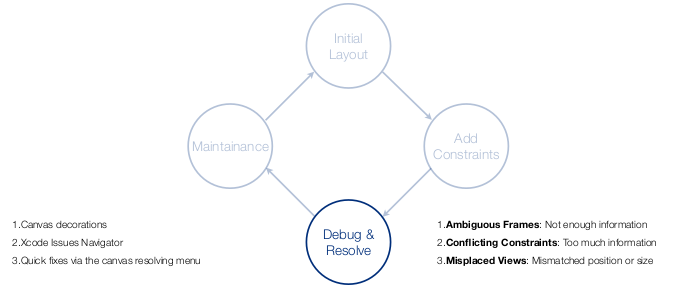 Initial
Layout
Maintainance
Add
Constraints
Debug &
Resolve
1.Canvas decorations
2.Xcode Issues Navigator
3.Quick fixes via the canvas resolving menu
1.Ambiguous Frames: Not enough information
2.Conflicting Constraints: Too much information
3.Misplaced Views: Mismatched position or size